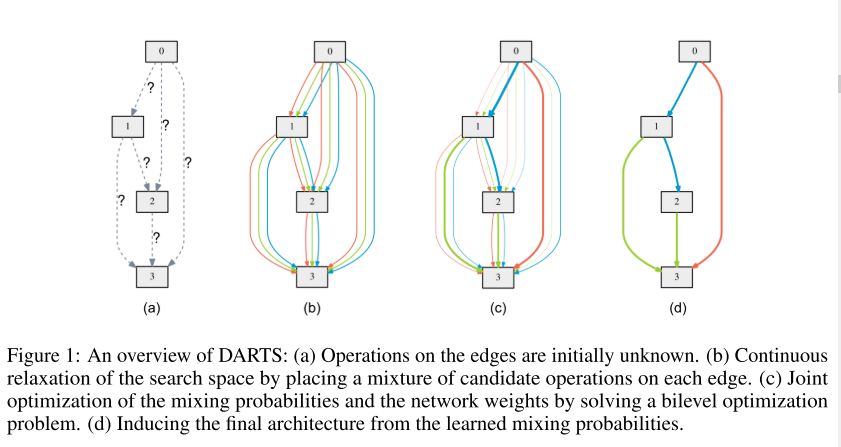 0
0
0
0
?
1
?
1
1
1
?
?
?
2
2
2
2
?
3
3
3
3
(a)
(b)
(c)
(d)
Figure 1: An overview of DARTS: (a) Operations on the edges are initially unknown. (b) Continuous
relaxation of the search space by placing a mixture of candidate operations on each edge. (c) Joint
optimization of the mixing probabilities and the network weights by solving a bilevel optimization
problem. (d) Inducing the final architecture from the learned mixing probabilities.